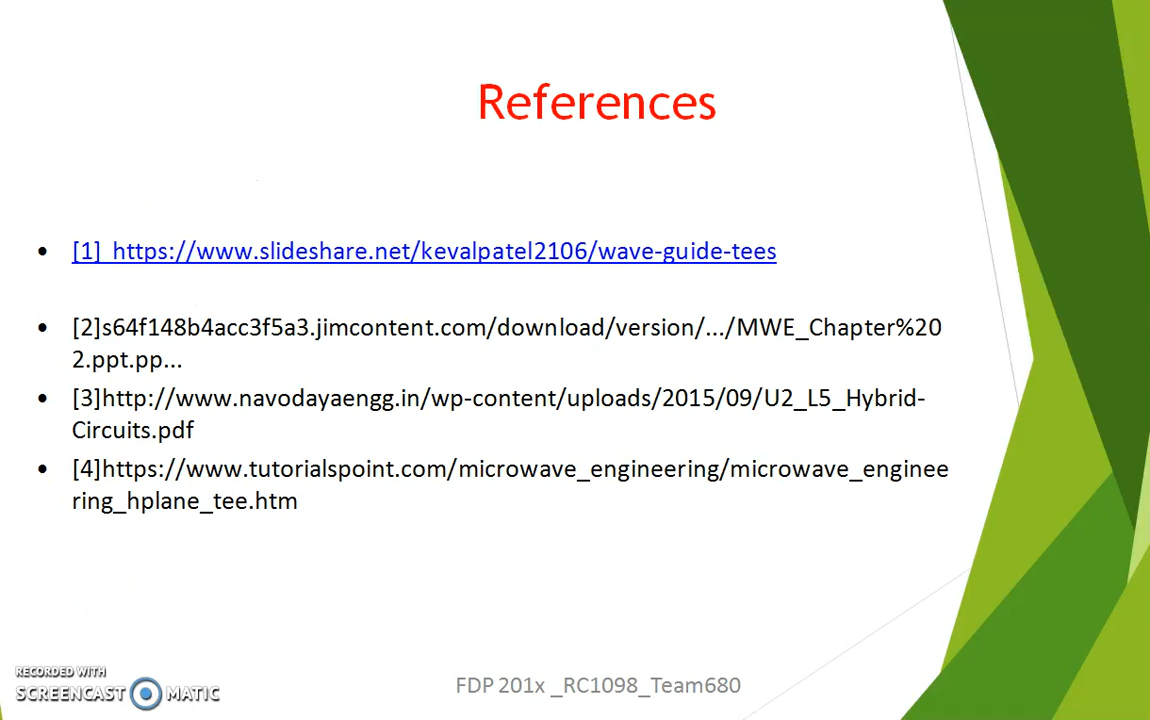 References
• [1]  https://www.slideshare.net/kevalpatel2106/wave-guide-tees
• [2]s64f148b4acc3f5a3.jimcontent.com/download/version/.../MWE_Chapter%20
2.ppt.pp...
• [3]http://www.navodayaengg.in/wp-content/uploads/2015/09/U2_L5_Hybrid-
Circuits.pdf
• [4]https://www.tutorialspoint.com/microwave_engineering/microwave_enginee
ring_hplane_tee.htm
FDP 201x _RC1098_Team680
RECORDED WITH
SCREENCAST MATIC